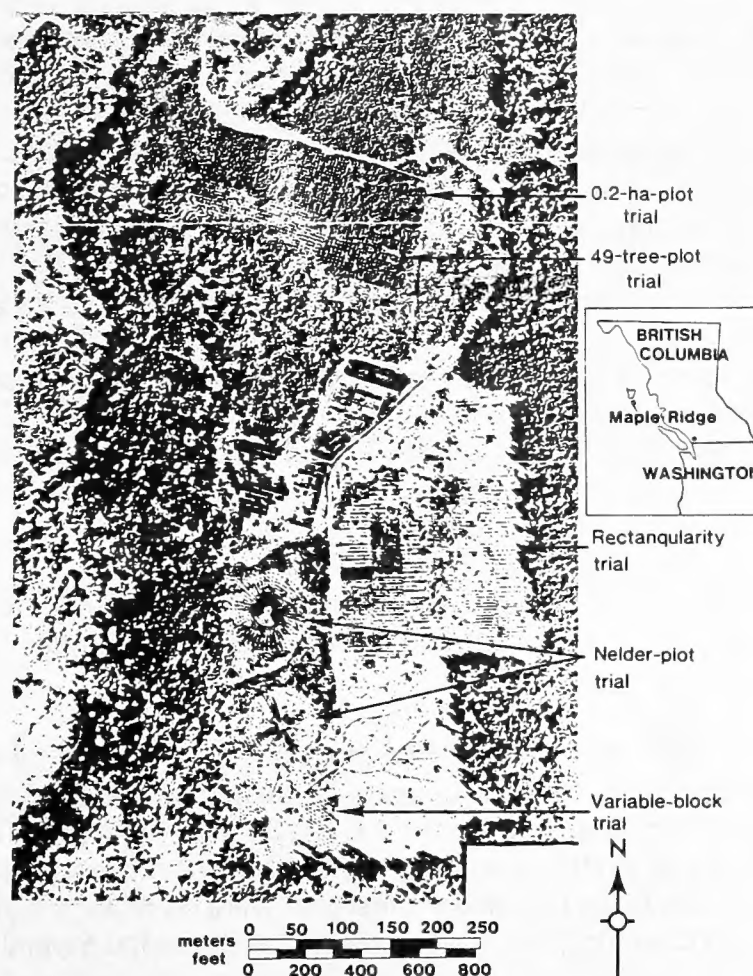 0.2-ha-plot
trial
49-tree-plot
trial
BRITISH
COLUMBIA
Maple Ridge
WASHINGTON
Rectanqularity
trial
Nelder-plot
trial
Variable-block
trial
N
meters 0 50 100 150 200 250
feet 0 200 400 600 800